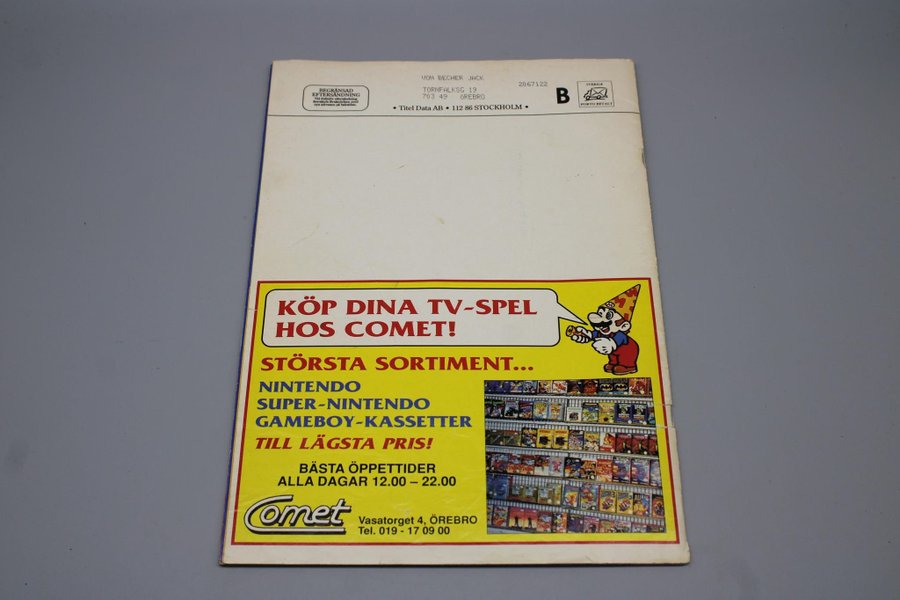 VON BECKER JACK
2067122
TORNFALKSG 19
703 49 ÖREBRO
BEGRÄNSAD
EFTERSÄNDNING
B
SVERIGE
PORTO BETALT
• Titel Data AB • 112 86 STOCKHOLM •
KÖP DINA TV-SPEL
HOS COMET!
STÖRSTA SORTIMENT...
NINTENDO
SUPER-NINTENDO
GAMEBOY-KASSETTER
TILL LÄGSTA PRIS!
BÄSTA ÖPPETTIDER
ALLA DAGAR 12.00 – 22.00
Comet
Vasatorget 4, ÖREBRO
Tel. 019 - 17 09 00